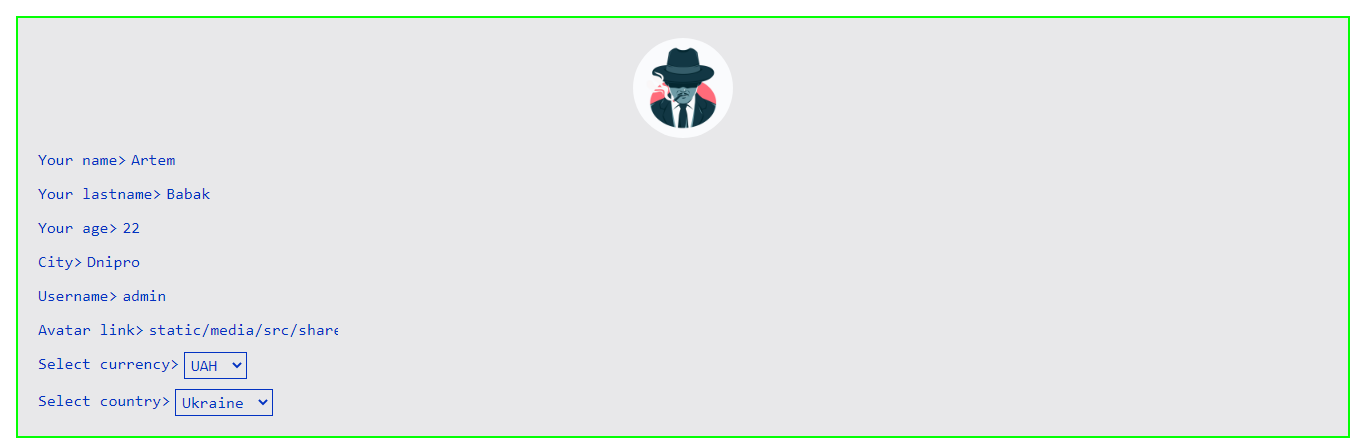 Your name> Artem
Your lastname> Babak
Your age> 22
City> Dnipro
Username> admin
Avatar link> static/media/src/share
Select currency> UAH
Select country> Ukraine